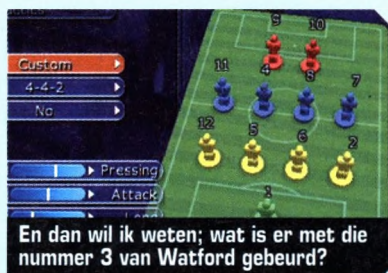 Custom
4-4-2
No
Pressing
Attack
9 10
11 4 8 7
12 5 6 2
1
En dan wil ik weten; wat is er met die
nummer 3 van Watford gebeurd?